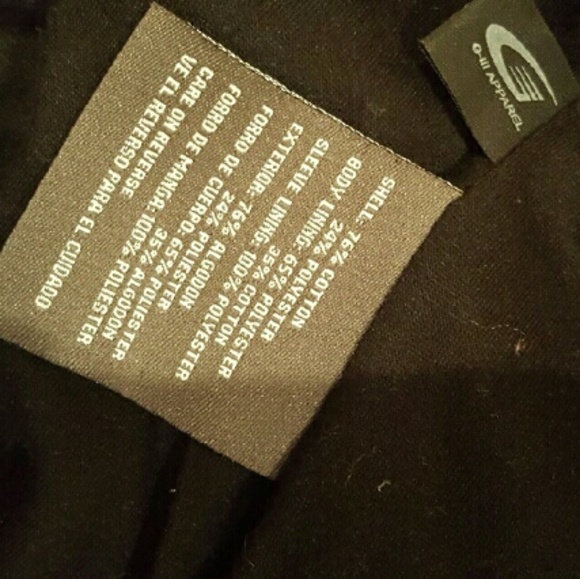 SHELL: 76% COTTON
24% POLYESTER
BODY LINING: 65% POLYESTER
35% COTTON
SLEEVE LINING: 100% POLYESTER
EXTERIOR: 76% ALGODON
24% POLIESTER
FORRO DE CUERPO: 65% POLIESTER
35% ALGODON
FORRO DE MANGA: 100% POLIESTER
CARE ON REVERSE
VE EL REVERSO PARA EL CUIDADO
G-III APPAREL